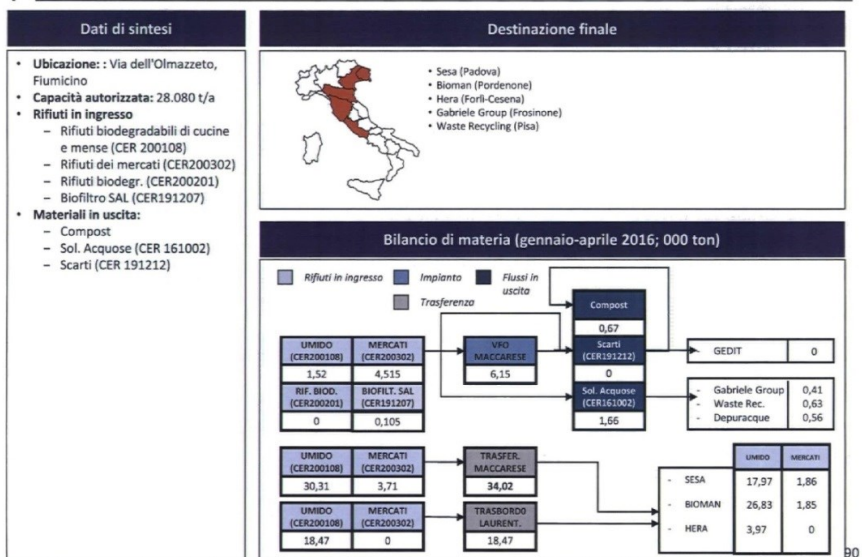 Dati di sintesi
• Ubicazione: : Via dell'Olmazzeto,
Fiumicino
• Capacità autorizzata: 28.080 t/a
• Rifiuti in ingresso
– Rifiuti biodegradabili di cucine
e mense (CER 200108)
– Rifiuti dei mercati (CER200302)
– Rifiuti biodegr. (CER200201)
– Biofiltro SAL (CER191207)
• Materiali in uscita:
– Compost
– Sol. Acquose (CER 161002)
– Scarti (CER 191212)
Destinazione finale
• Sesa (Padova)
• Bioman (Pordenone)
• Hera (Forlì-Cesena)
• Gabriele Group (Frosinone)
• Waste Recycling (Pisa)
Bilancio di materia (gennaio-aprile 2016; 000 ton)
Rifiuti in ingresso
Impianto
Flussi in
uscita
Trasferenza
Compost
0,67
UMIDO
(CER200108)
MERCATI
(CER200302)
VFO
MACCARESE
Scarti
(CER191212)
GEDIT 0
1,52 4,515 6,15 0
RIF. BIOD.
(CER200201)
BIOFILT. SAL
(CER191207)
Sol. Acquose
(CER161002)
0 0,105 1,66
- Gabriele Group 0,41
- Waste Rec. 0,63
- Depuracque 0,56
UMIDO
(CER200108)
MERCATI
(CER200302)
TRASFER.
MACCARESE
30,31 3,71 34,02
UMIDO
(CER200108)
MERCATI
(CER200302)
TRASBORDO
LAURENT.
18,47 0 18,47
UMIDO MERCATI
- SESA 17,97 1,86
- BIOMAN 26,83 1,85
- HERA 3,97 0
90